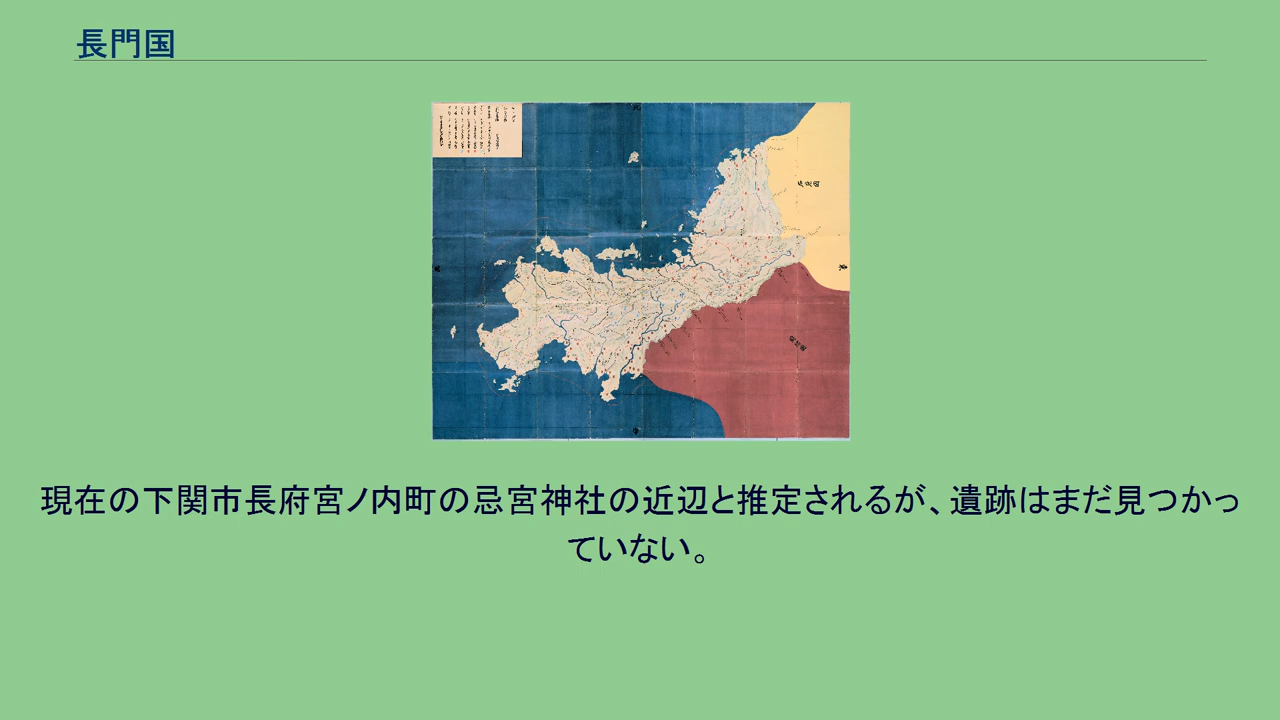 長門国
現在の下関市長府宮ノ内町の忌宮神社の近辺と推定されるが、遺跡はまだ見つかっ
ていない。